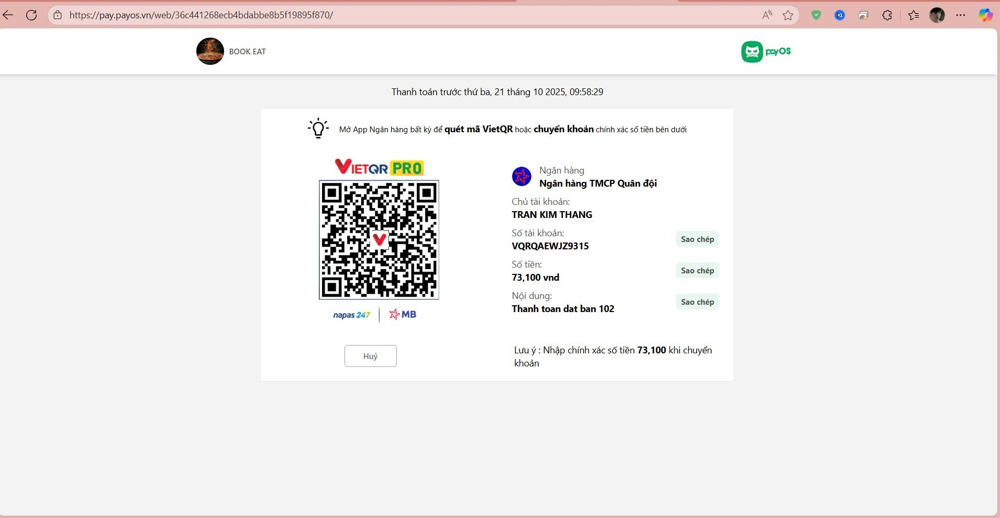 https://pay.payos.vn/web/36c441268ecb4bdabbe8b5f19895f870/
BOOK EAT
payOS
Thanh toán trước thứ ba, 21 tháng 10 2025, 09:58:29
Mở App Ngân hàng bất kỳ để quét mã VietQR hoặc chuyển khoản chính xác số tiền bên dưới
VIETQR PRO
napas 247
MB
Huỷ
Ngân hàng
Ngân hàng TMCP Quân đội
Chủ tài khoản:
TRAN KIM THANG
Số tài khoản:
VQRQAEWJZ9315
Sao chép
Số tiền:
73,100 vnd
Sao chép
Nội dung:
Thanh toan dat ban 102
Sao chép
Lưu ý : Nhập chính xác số tiền 73,100 khi chuyển
khoản